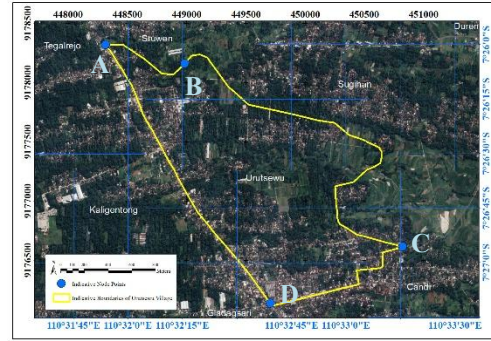 448000 448500 449000 449500 450000 450500 451000
9178500
9178000
9177500
9177000
9176500
Tegalrejo
Sruwen
Duren
A
B
Sugihan
Urutsewu
Kaligontong
C
D
Candi
Gladagsari
Indicative Node Points
Indicative Boundaries of Urutsewu Village
7°26'0"S
7°26'15"S
7°26'30"S
7°26'45"S
7°27'0"S
110°31'45"E 110°32'0"E 110°32'15"E 110°32'45"E 110°33'0"E 110°33'30"E